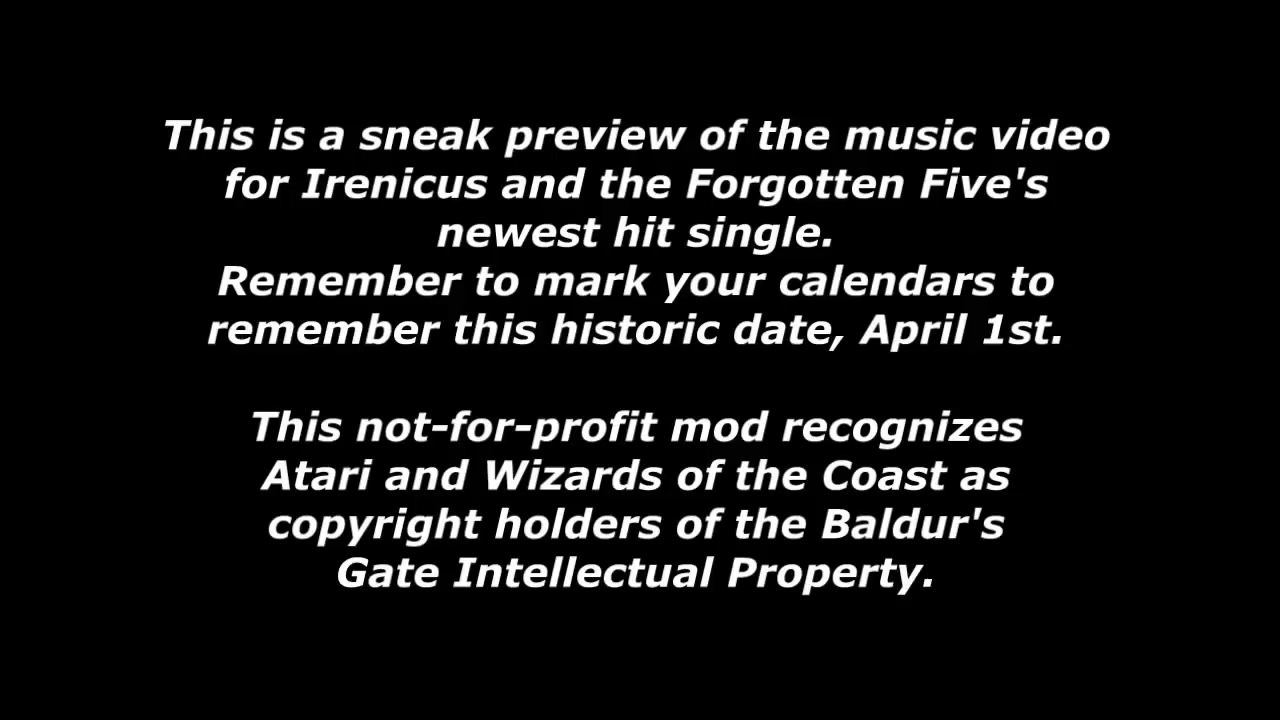 This is a sneak preview of the music video
for Irenicus and the Forgotten Five's
newest hit single.
Remember to mark your calendars to
remember this historic date, April 1st.
This not-for-profit mod recognizes
Atari and Wizards of the Coast as
copyright holders of the Baldur's
Gate Intellectual Property.